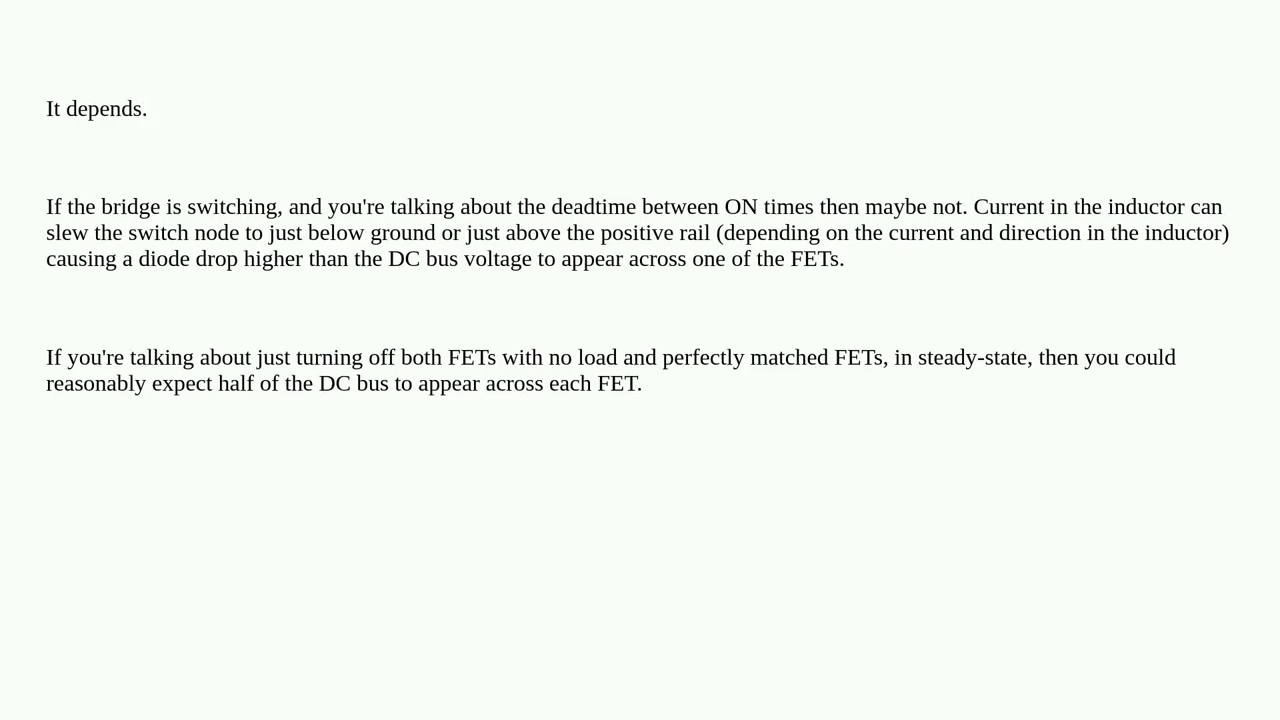 It depends.
If the bridge is switching, and you're talking about the deadtime between ON times then maybe not. Current in the inductor can
slew the switch node to just below ground or just above the positive rail (depending on the current and direction in the inductor)
causing a diode drop higher than the DC bus voltage to appear across one of the FETs.
If you're talking about just turning off both FETs with no load and perfectly matched FETs, in steady-state, then you could
reasonably expect half of the DC bus to appear across each FET.